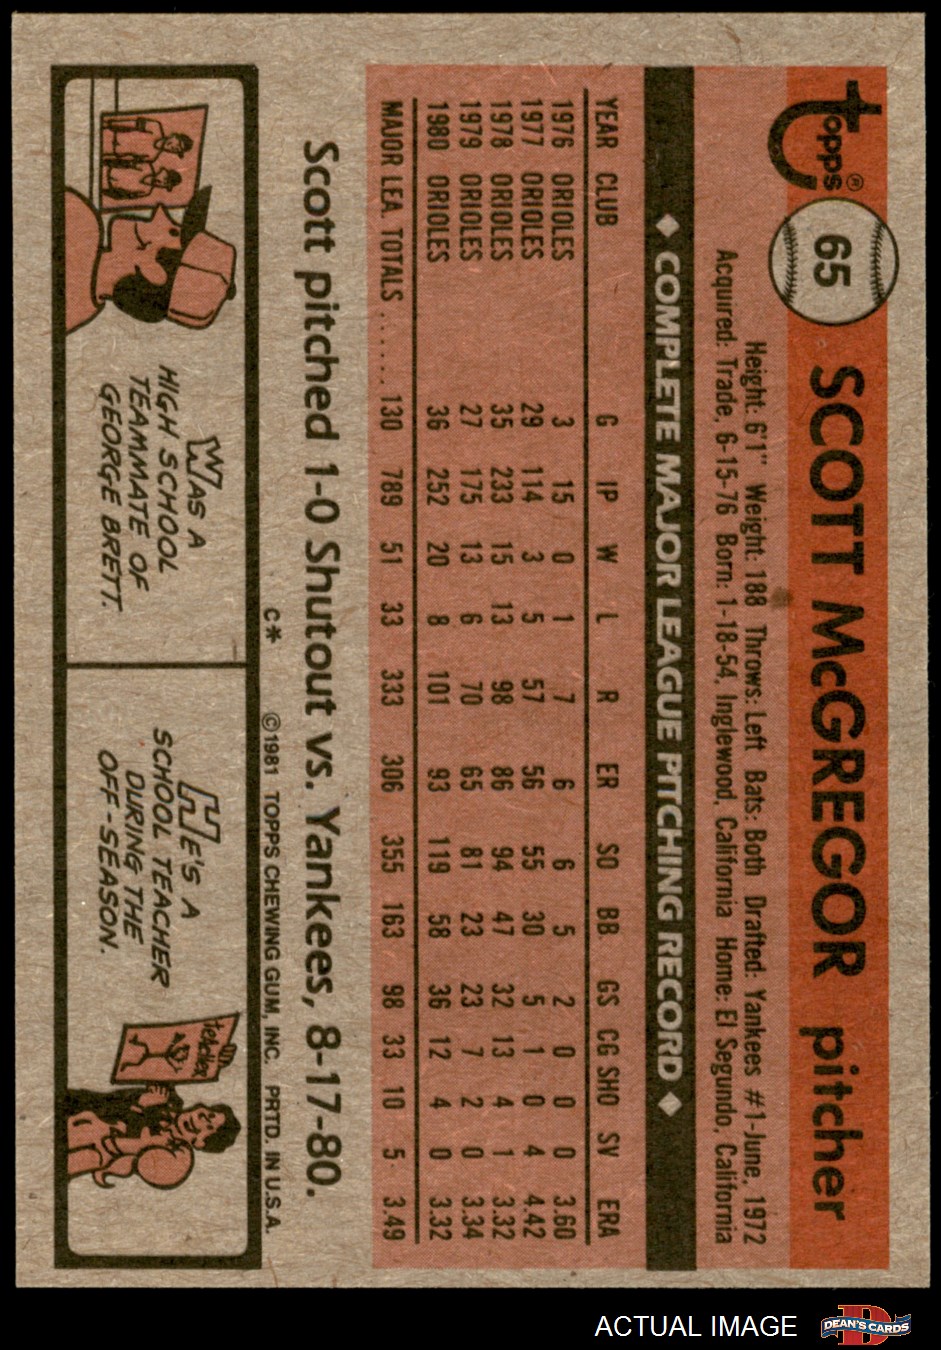 topps®
65
SCOTT McGREGOR pitcher
Height: 6'1" Weight: 188 Throws: Left Bats: Both Drafted: Yankees #1-June, 1972
Acquired: Trade, 6-15-76 Born: 1-18-54, Inglewood, California Home: El Segundo, California
◆ COMPLETE MAJOR LEAGUE PITCHING RECORD ◆
YEAR CLUB G IP W L R ER SO BB GS CG SHO SV ERA
1976 ORIOLES 3 15 0 1 7 6 6 5 2 0 0 0 3.60
1977 ORIOLES 29 114 3 5 57 56 55 30 5 1 0 4 4.42
1978 ORIOLES 35 233 15 13 98 86 94 47 32 13 4 1 3.32
1979 ORIOLES 27 175 13 6 70 65 81 23 23 7 2 0 3.34
1980 ORIOLES 36 252 20 8 101 93 119 58 36 12 4 0 3.32
MAJOR LEA. TOTALS ...... 130 789 51 33 333 306 355 163 98 33 10 5 3.49
Scott pitched 1-0 Shutout vs. Yankees, 8-17-80.
C* ©1981 TOPPS CHEWING GUM, INC. PRTD. IN U.S.A.
WAS A
HIGH SCHOOL
TEAMMATE OF
GEORGE BRETT.
HE'S A
SCHOOL TEACHER
DURING THE
OFF-SEASON.
teacher
ACTUAL IMAGE
D
DEAN'S CARDS